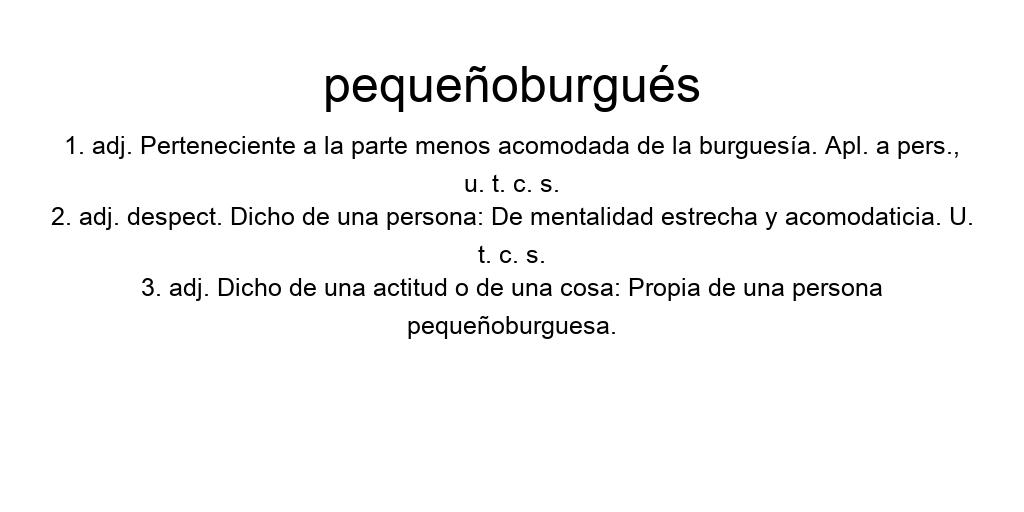 pequeñoburgués
1. adj. Perteneciente a la parte menos acomodada de la burguesía. Apl. a pers.,
u. t. c. s.
2. adj. despect. Dicho de una persona: De mentalidad estrecha y acomodaticia. U.
t. c. s.
3. adj. Dicho de una actitud o de una cosa: Propia de una persona
pequeñoburguesa.